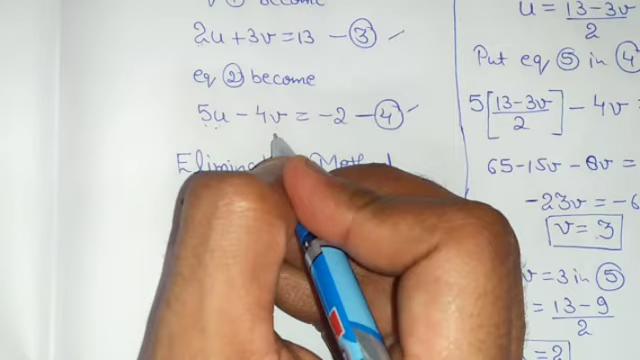 become
2u + 3v = 13 — ③
eq ② become
5u - 4v = -2 — ④
u = 13-3v / 2
Put eq ⑤ in ④
5[13-3v / 2] - 4v
65-15v - 8v =
-23v = -6
v = 3
v = 3 in ⑤
= 13-9 / 2
= 2